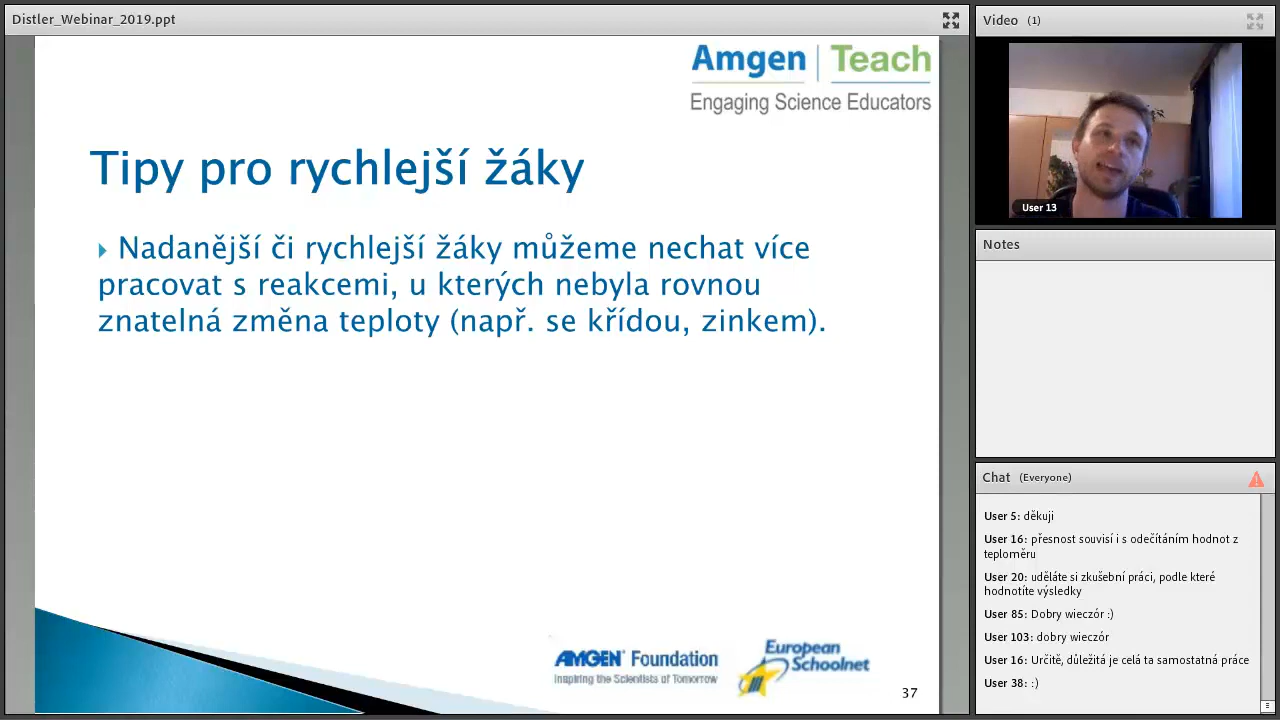 Distler_Webinar_2019.ppt
Amgen Teach
Engaging Science Educators
Tipy pro rychlejší žáky
Nadanější či rychlejší žáky můžeme nechat více
pracovat s reakcemi, u kterých nebyla rovnou
znatelná změna teploty (např. se křídou, zinkem).
AMGEN® Foundation
Inspiring the Scientists of Tomorrow
European
Schoolnet
37
Video (1)
User 13
Notes
Chat (Everyone)
User 5: děkuji
User 16: přesnost souvisí i s odečítáním hodnot z
teploměru
User 20: uděláte si zkušební práci, podle které
hodnotíte výsledky
User 85: Dobry wieczór :)
User 103: dobry wieczór
User 16: Určitě, důležitá je celá ta samostatná práce
User 38: :)